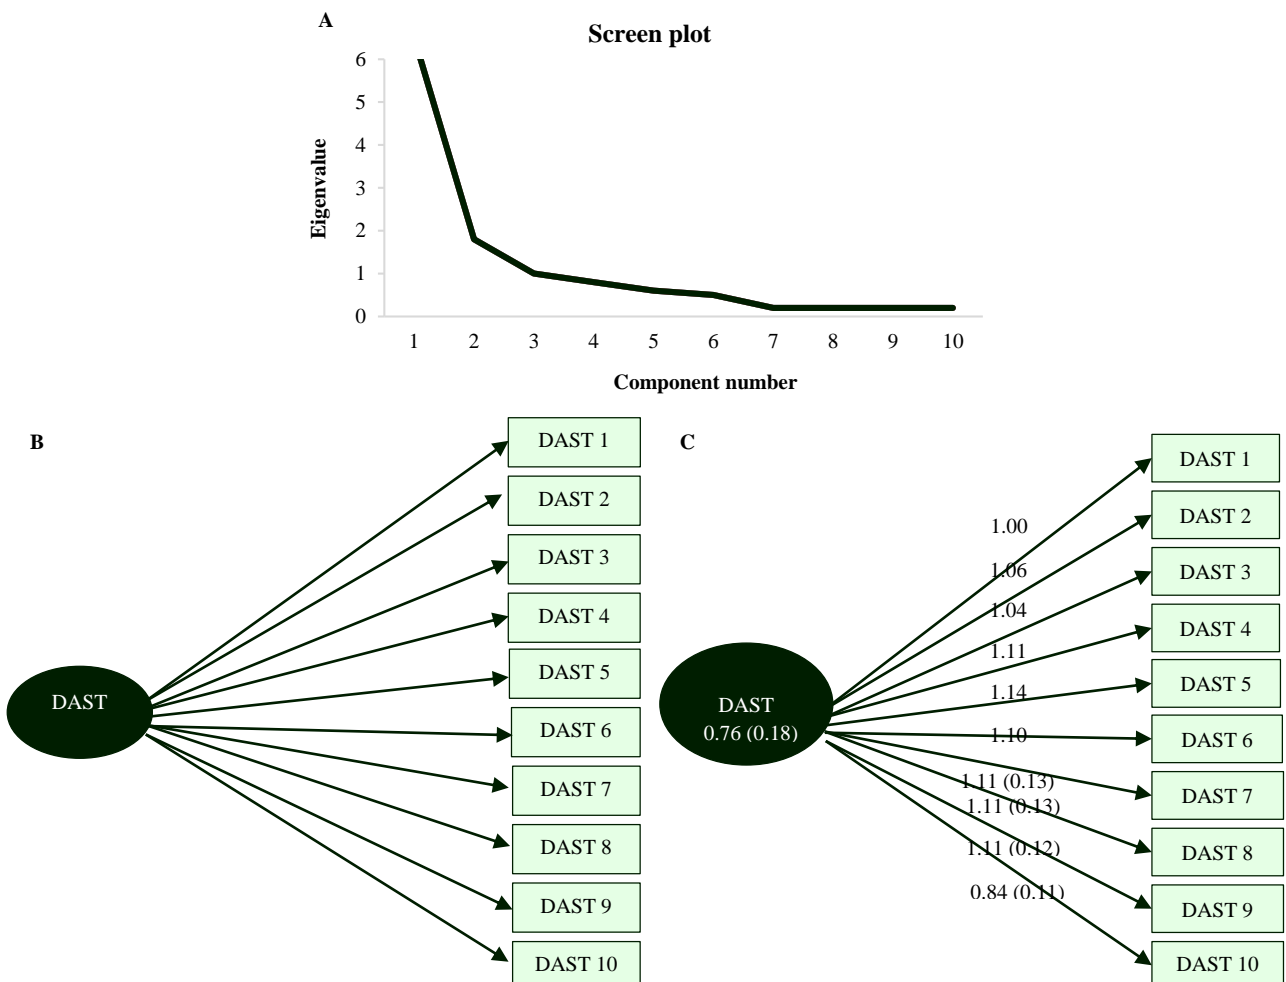 A
Screen plot
Eigenvalue
6
5
4
3
2
1
0
1 2 3 4 5 6 7 8 9 10
Component number
B
DAST
DAST 1
DAST 2
DAST 3
DAST 4
DAST 5
DAST 6
DAST 7
DAST 8
DAST 9
DAST 10
C
DAST
0.76 (0.18)
1.00
1.06
1.04
1.11
1.14
1.10
1.11 (0.13)
1.11 (0.13)
1.11 (0.12)
0.84 (0.11)
DAST 1
DAST 2
DAST 3
DAST 4
DAST 5
DAST 6
DAST 7
DAST 8
DAST 9
DAST 10